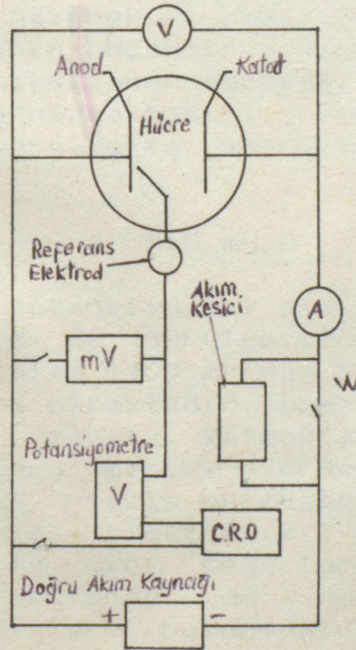 V
Anod
Katot
Hücre
Referans
Elektrod
A
Akım
Kesici
mV
W
Potansiyometre
V
C.R.O
Doğru Akım Kaynağı
+
-